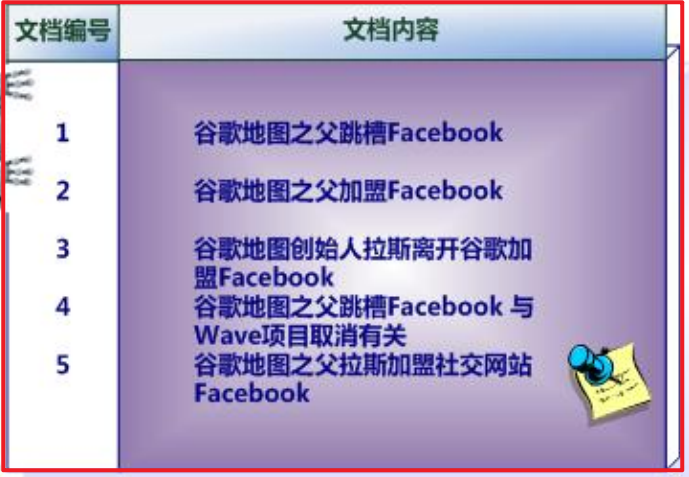 文档编号 文档内容
1 谷歌地图之父跳槽Facebook
2 谷歌地图之父加盟Facebook
3 谷歌地图创始人拉斯离开谷歌加
盟Facebook
4 谷歌地图之父跳槽Facebook 与
Wave项目取消有关
5 谷歌地图之父拉斯加盟社交网站
Facebook